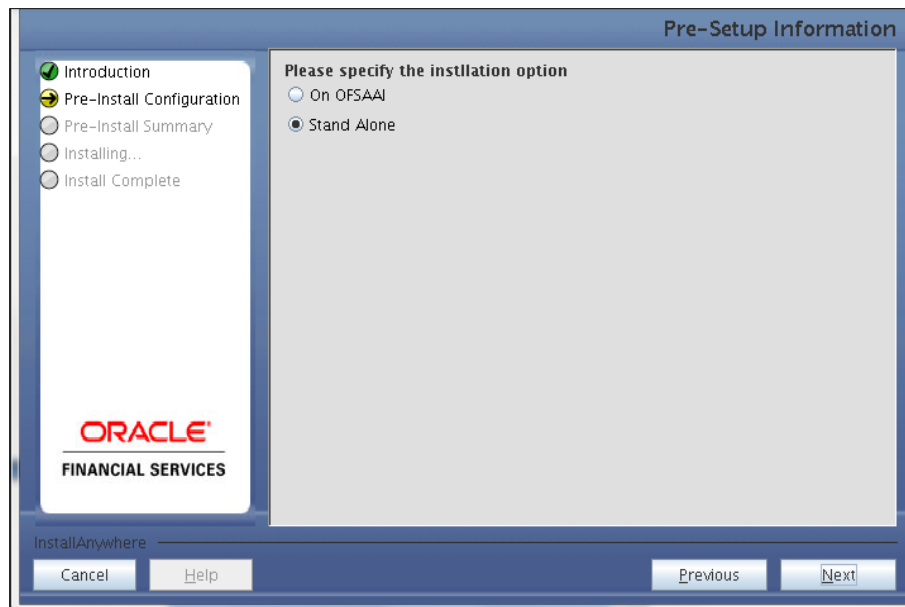 Pre-Setup Information
Introduction
Pre-Install Configuration
Pre-Install Summary
Installing...
Install Complete
Please specify the instllation option
On OFSAAI
Stand Alone
ORACLE'
FINANCIAL SERVICES
InstallAnywhere
Cancel
Help
Previous
Next